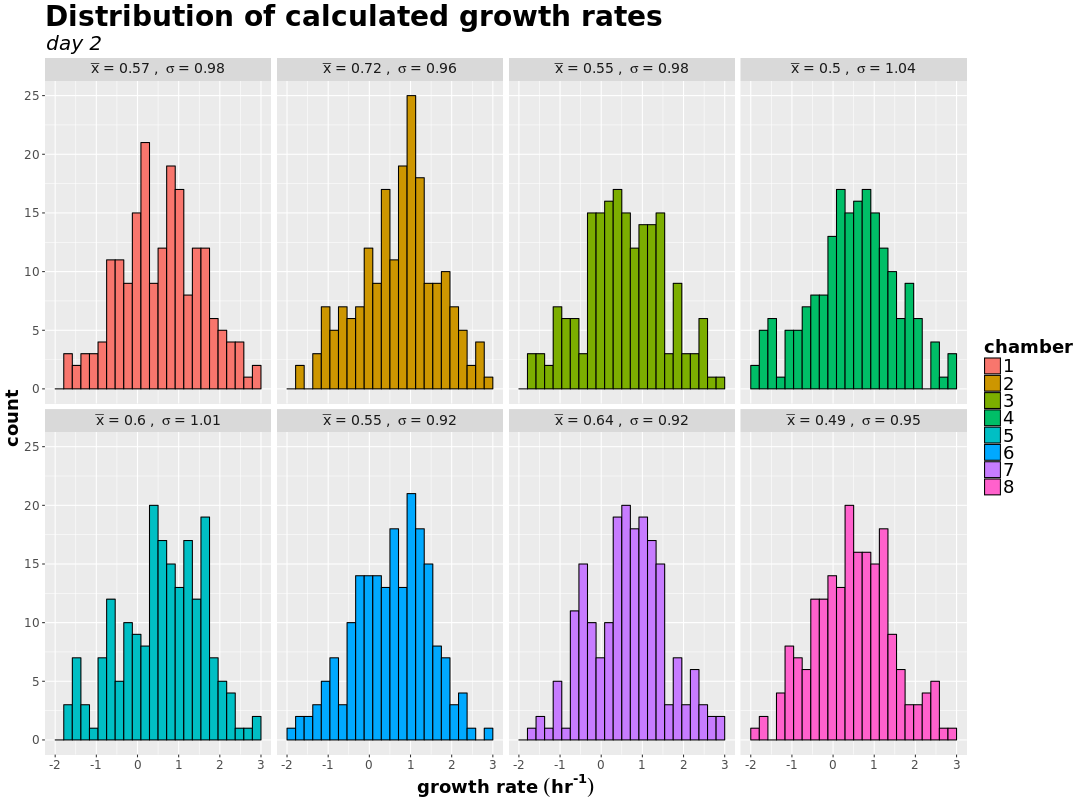 Distribution of calculated growth rates
day 2
x̅ = 0.57 , σ = 0.98
x̅ = 0.72 , σ = 0.96
x̅ = 0.55 , σ = 0.98
x̅ = 0.5 , σ = 1.04
25
20
15
10
5
0
count
x̅ = 0.6 , σ = 1.01
x̅ = 0.55 , σ = 0.92
x̅ = 0.64 , σ = 0.92
x̅ = 0.49 , σ = 0.95
25
20
15
10
5
0
-2 -1 0 1 2 3
-2 -1 0 1 2 3
-2 -1 0 1 2 3
-2 -1 0 1 2 3
growth rate (hr⁻¹)
chamber
1
2
3
4
5
6
7
8